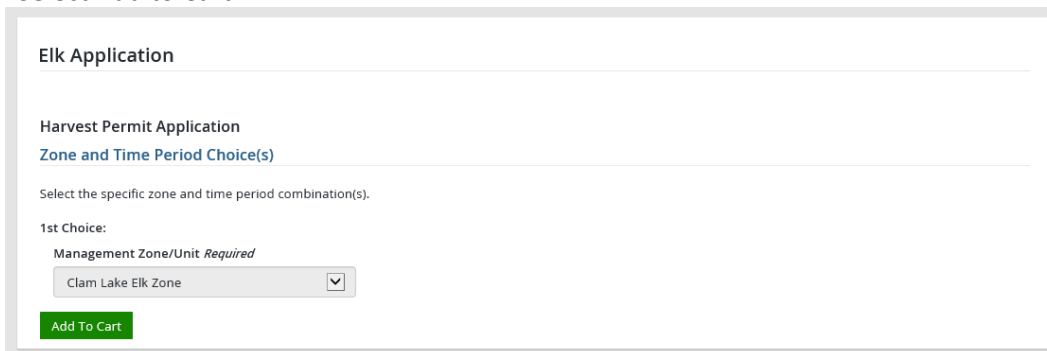 Elk Application
Harvest Permit Application
Zone and Time Period Choice(s)
Select the specific zone and time period combination(s).
1st Choice:
Management Zone/Unit Required
Clam Lake Elk Zone
Add To Cart